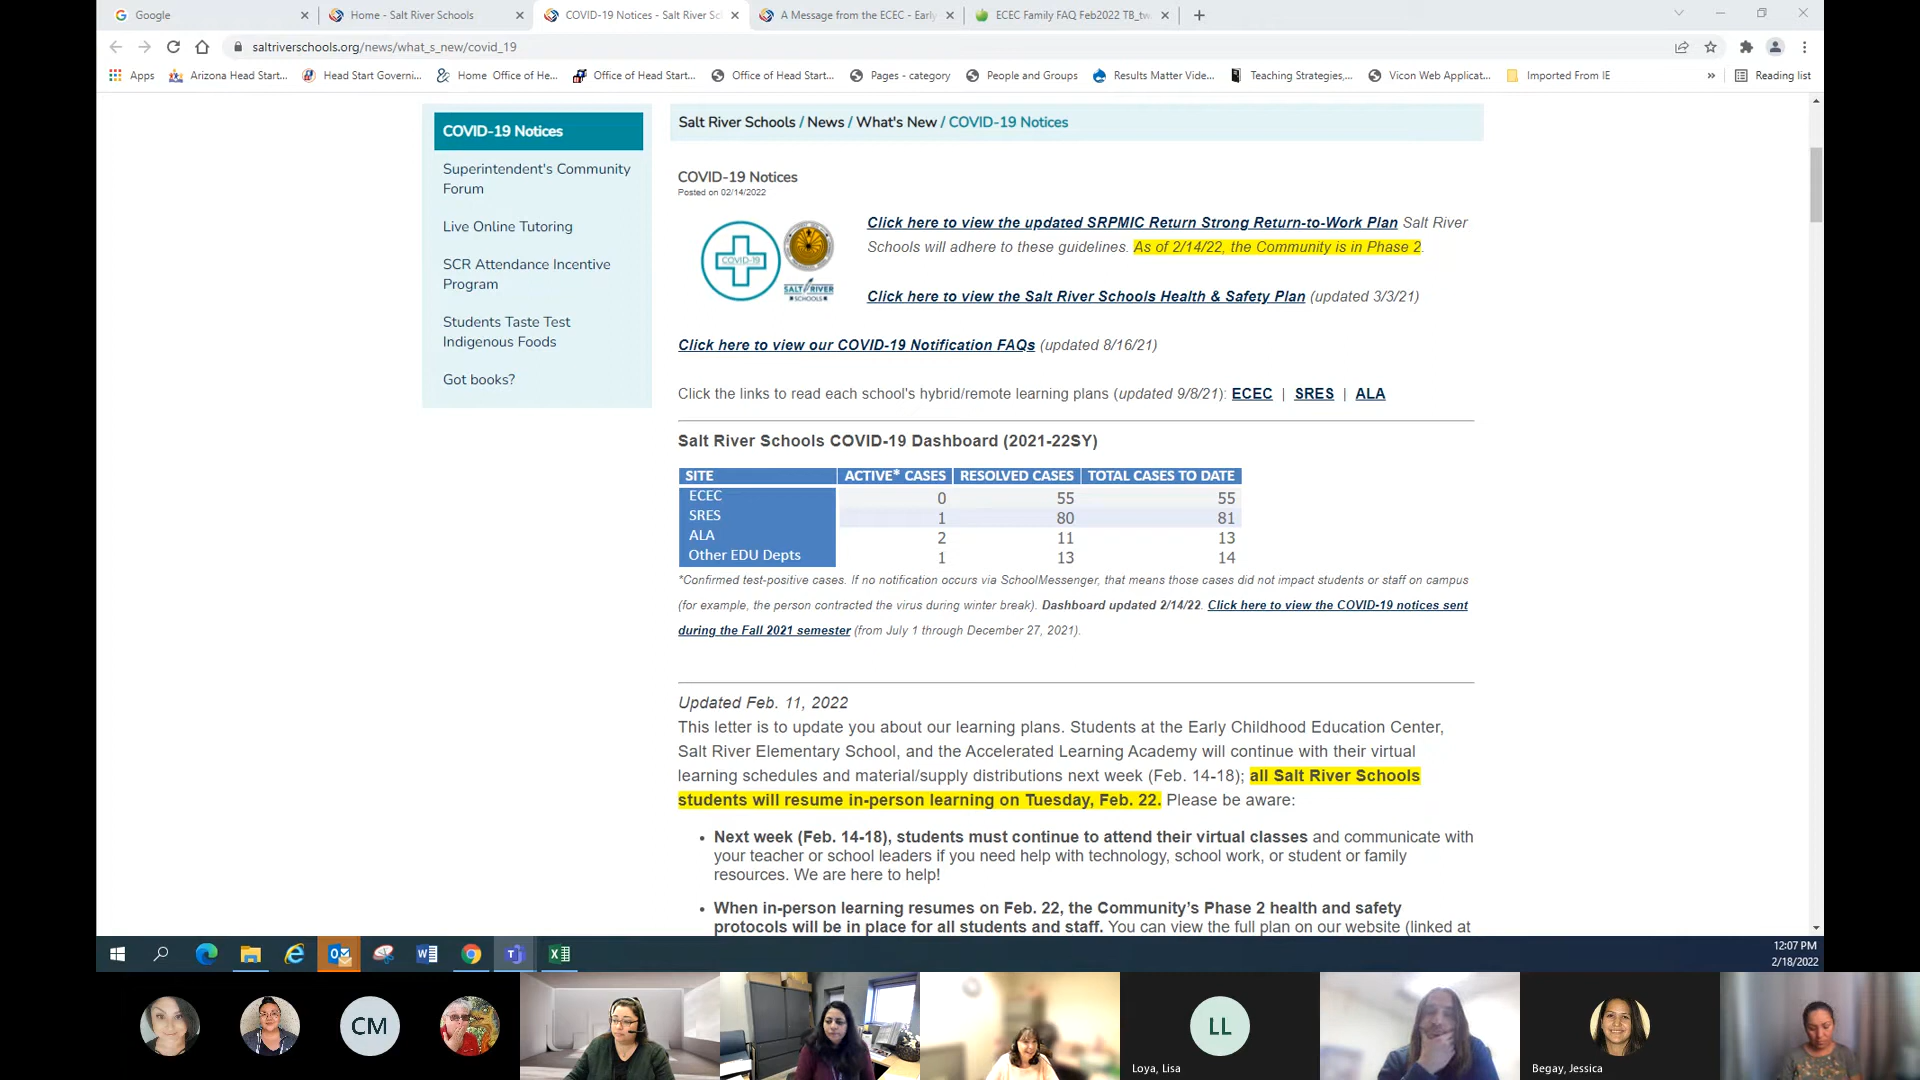 Google
Home - Salt River Schools
COVID-19 Notices - Salt River Sc
A Message from the ECEC - Early
ECEC Family FAQ Feb2022 TB_tw
saltriverschools.org/news/what_s_new/covid_19
Apps
Arizona Head Start...
Head Start Governi...
Home Office of He...
Office of Head Start...
Office of Head Start...
Pages - category
People and Groups
Results Matter Vide...
Teaching Strategies,...
Vicon Web Applicat...
Imported From IE
»
Reading list
COVID-19 Notices
Superintendent's Community
Forum
Live Online Tutoring
SCR Attendance Incentive
Program
Students Taste Test
Indigenous Foods
Got books?
Salt River Schools / News / What's New / COVID-19 Notices
COVID-19 Notices
Posted on 02/14/2022
COVID-19
SALT RIVER
SCHOOLS
Click here to view the updated SRPMIC Return Strong Return-to-Work Plan Salt River
Schools will adhere to these guidelines. As of 2/14/22, the Community is in Phase 2.
Click here to view the Salt River Schools Health & Safety Plan (updated 3/3/21)
Click here to view our COVID-19 Notification FAQs (updated 8/16/21)
Click the links to read each school's hybrid/remote learning plans (updated 9/8/21): ECEC | SRES | ALA
Salt River Schools COVID-19 Dashboard (2021-22SY)
SITE ACTIVE* CASES RESOLVED CASES TOTAL CASES TO DATE
ECEC 0 55 55
SRES 1 80 81
ALA 2 11 13
Other EDU Depts 1 13 14
*Confirmed test-positive cases. If no notification occurs via SchoolMessenger, that means those cases did not impact students or staff on campus
(for example, the person contracted the virus during winter break). Dashboard updated 2/14/22. Click here to view the COVID-19 notices sent
during the Fall 2021 semester (from July 1 through December 27, 2021).
Updated Feb. 11, 2022
This letter is to update you about our learning plans. Students at the Early Childhood Education Center,
Salt River Elementary School, and the Accelerated Learning Academy will continue with their virtual
learning schedules and material/supply distributions next week (Feb. 14-18); all Salt River Schools
students will resume in-person learning on Tuesday, Feb. 22. Please be aware:
• Next week (Feb. 14-18), students must continue to attend their virtual classes and communicate with
your teacher or school leaders if you need help with technology, school work, or student or family
resources. We are here to help!
• When in-person learning resumes on Feb. 22, the Community's Phase 2 health and safety
protocols will be in place for all students and staff. You can view the full plan on our website (linked at
12:07 PM
2/18/2022
CM
LL
Loya, Lisa
Begay, Jessica